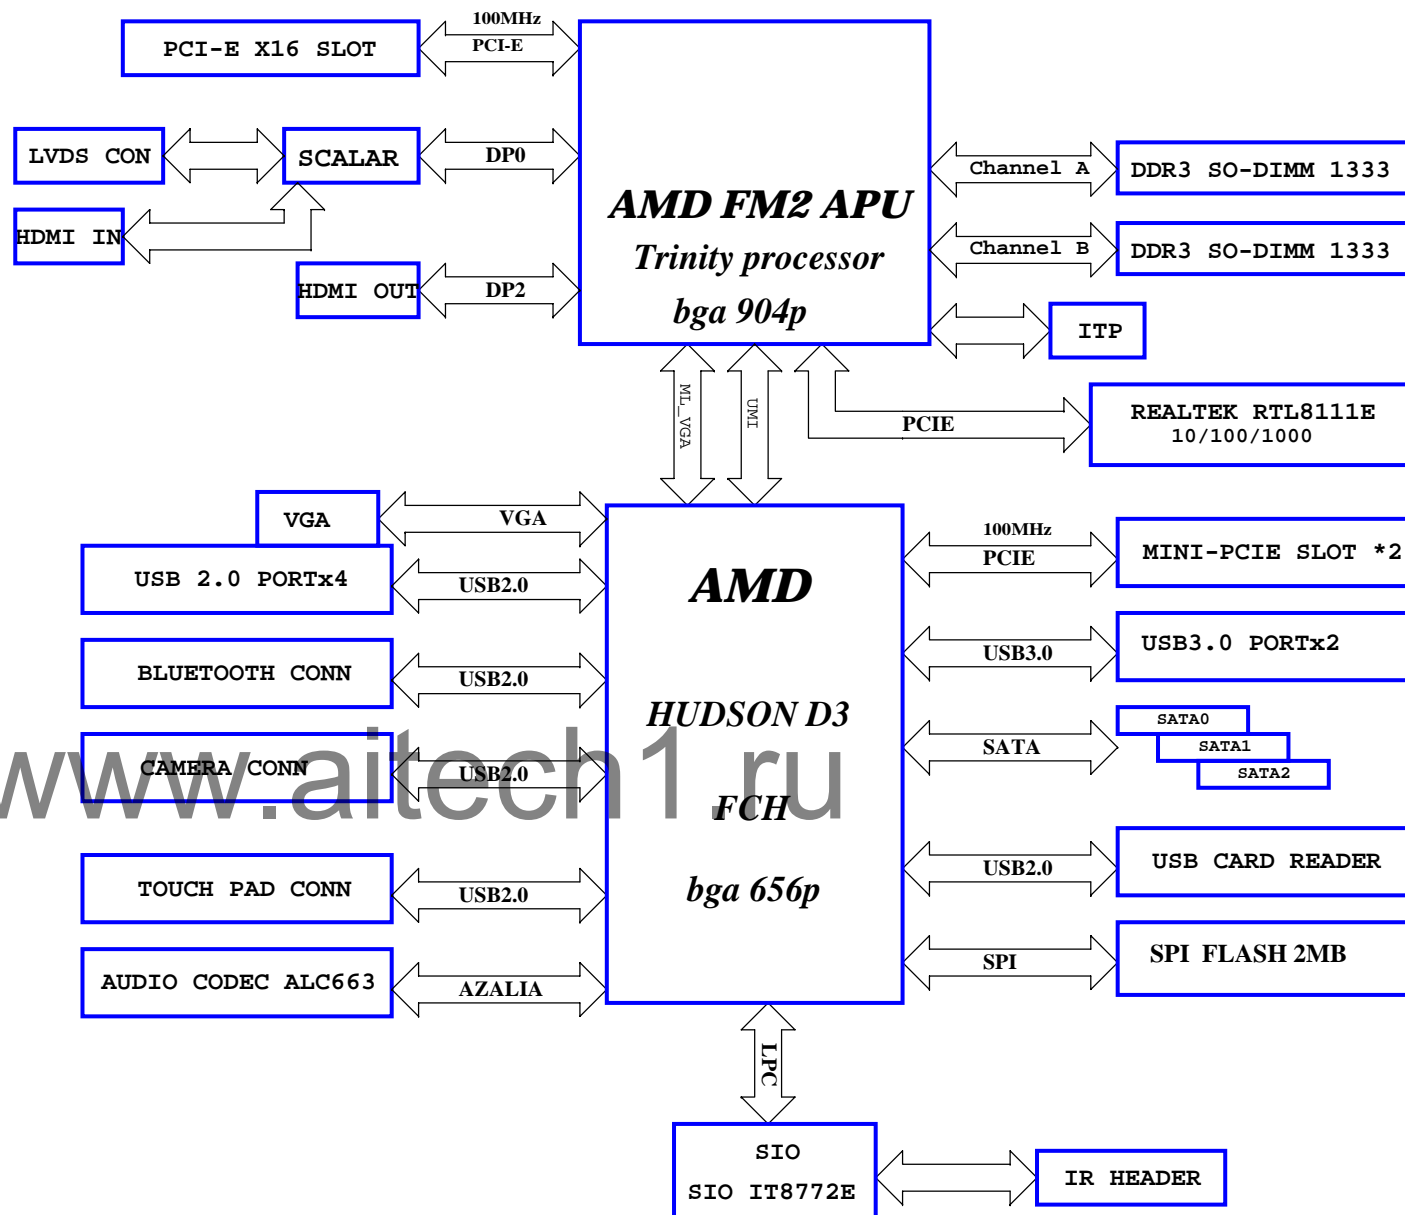 100MHz
PCI-E X16 SLOT
PCI-E
LVDS CON
SCALAR
DP0
HDMI IN
HDMI OUT
DP2
AMD FM2 APU
Trinity processor
bga 904p
Channel A
DDR3 SO-DIMM 1333
Channel B
DDR3 SO-DIMM 1333
ITP
ML_VGA
UMI
PCIE
REALTEK RTL8111E
10/100/1000
VGA
VGA
USB 2.0 PORTx4
USB2.0
BLUETOOTH CONN
USB2.0
CAMERA CONN
USB2.0
TOUCH PAD CONN
USB2.0
AUDIO CODEC ALC663
AZALIA
AMD
HUDSON D3
FCH
bga 656p
100MHz
PCIE
MINI-PCIE SLOT *2
USB3.0
USB3.0 PORTx2
SATA
SATA0
SATA1
SATA2
USB2.0
USB CARD READER
SPI
SPI FLASH 2MB
www.aitech1.ru
LPC
SIO
SIO IT8772E
IR HEADER